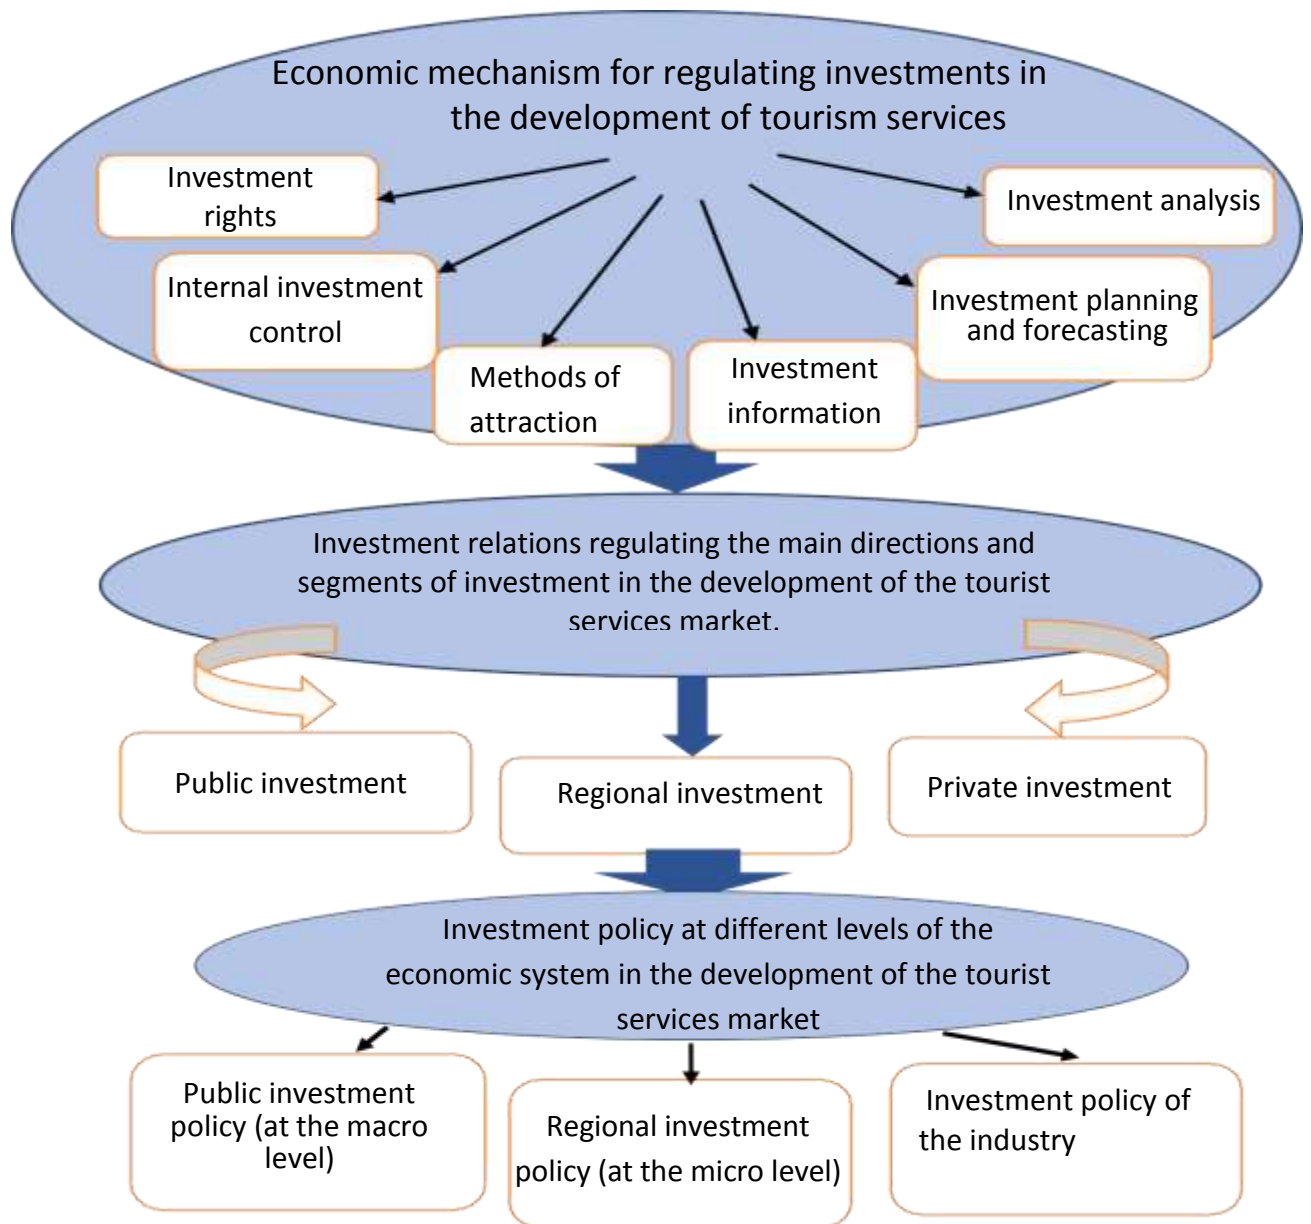 Economic mechanism for regulating investments in
the development of tourism services
Investment
rights
Investment analysis
Internal investment
control
Investment planning
and forecasting
Methods of
attraction
Investment
information
Investment relations regulating the main directions and
segments of investment in the development of the tourist
services market.
Public investment
Regional investment
Private investment
Investment policy at different levels of the
economic system in the development of the tourist
services market
Public investment
policy (at the macro
level)
Regional investment
policy (at the micro level)
Investment policy of
the industry